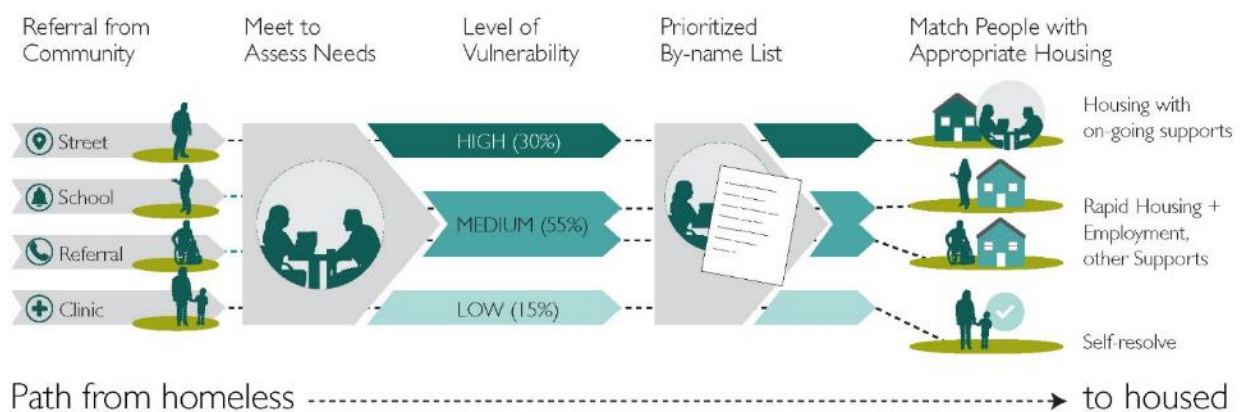 Referral from
Community
Meet to
Assess Needs
Level of
Vulnerability
Prioritized
By-name List
Match People with
Appropriate Housing
Street
School
Referral
Clinic
HIGH (30%)
MEDIUM (55%)
LOW (15%)
Housing with
on-going supports
Rapid Housing +
Employment,
other Supports
Self-resolve
Path from homeless
to housed